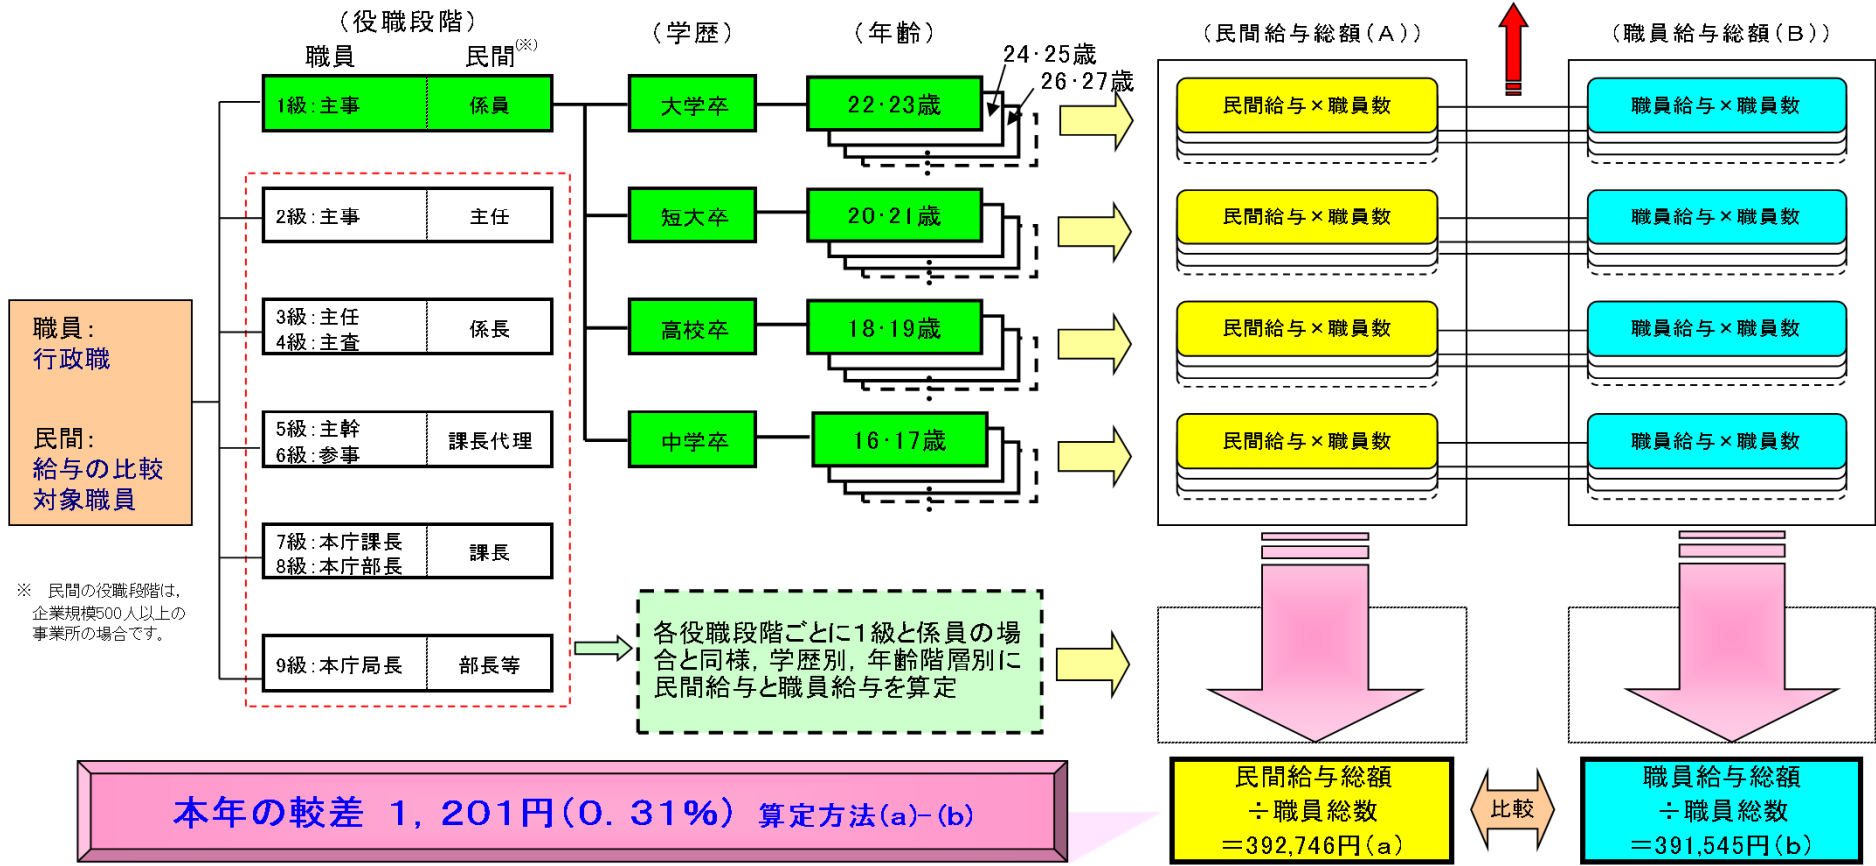 (役職段階)
職員
民間(※)
(学歴)
(年齢)
24・25歳
26・27歳
(民間給与総額(A))
(職員給与総額(B))
1級:主事
係員
大学卒
22・23歳
民間給与×職員数
職員給与×職員数
2級:主事
主任
短大卒
20・21歳
民間給与×職員数
職員給与×職員数
3級:主任
4級:主査
係長
高校卒
18・19歳
民間給与×職員数
職員給与×職員数
5級:主幹
6級:参事
課長代理
中学卒
16・17歳
民間給与×職員数
職員給与×職員数
7級:本庁課長
8級:本庁部長
課長
9級:本庁局長
部長等
職員:
行政職
民間:
給与の比較
対象職員
※ 民間の役職段階は,
企業規模500人以上の
事業所の場合です。
各役職段階ごとに1級と係員の場
合と同様, 学歴別, 年齢階層別に
民間給与と職員給与を算定
本年の較差 1, 201円(0. 31%) 算定方法(a)-(b)
民間給与総額
÷職員総数
=392,746円(a)
比較
職員給与総額
÷職員総数
=391,545円(b)